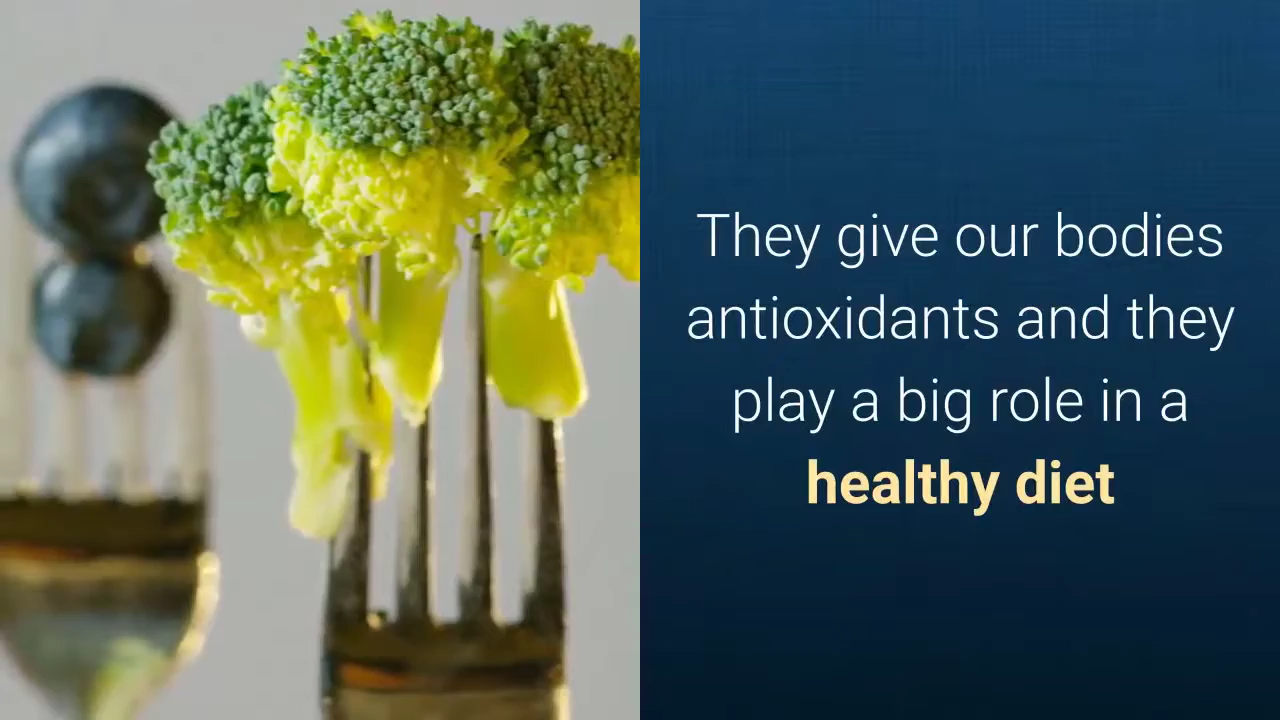 They give our bodies
antioxidants and they
play a big role in a
healthy diet